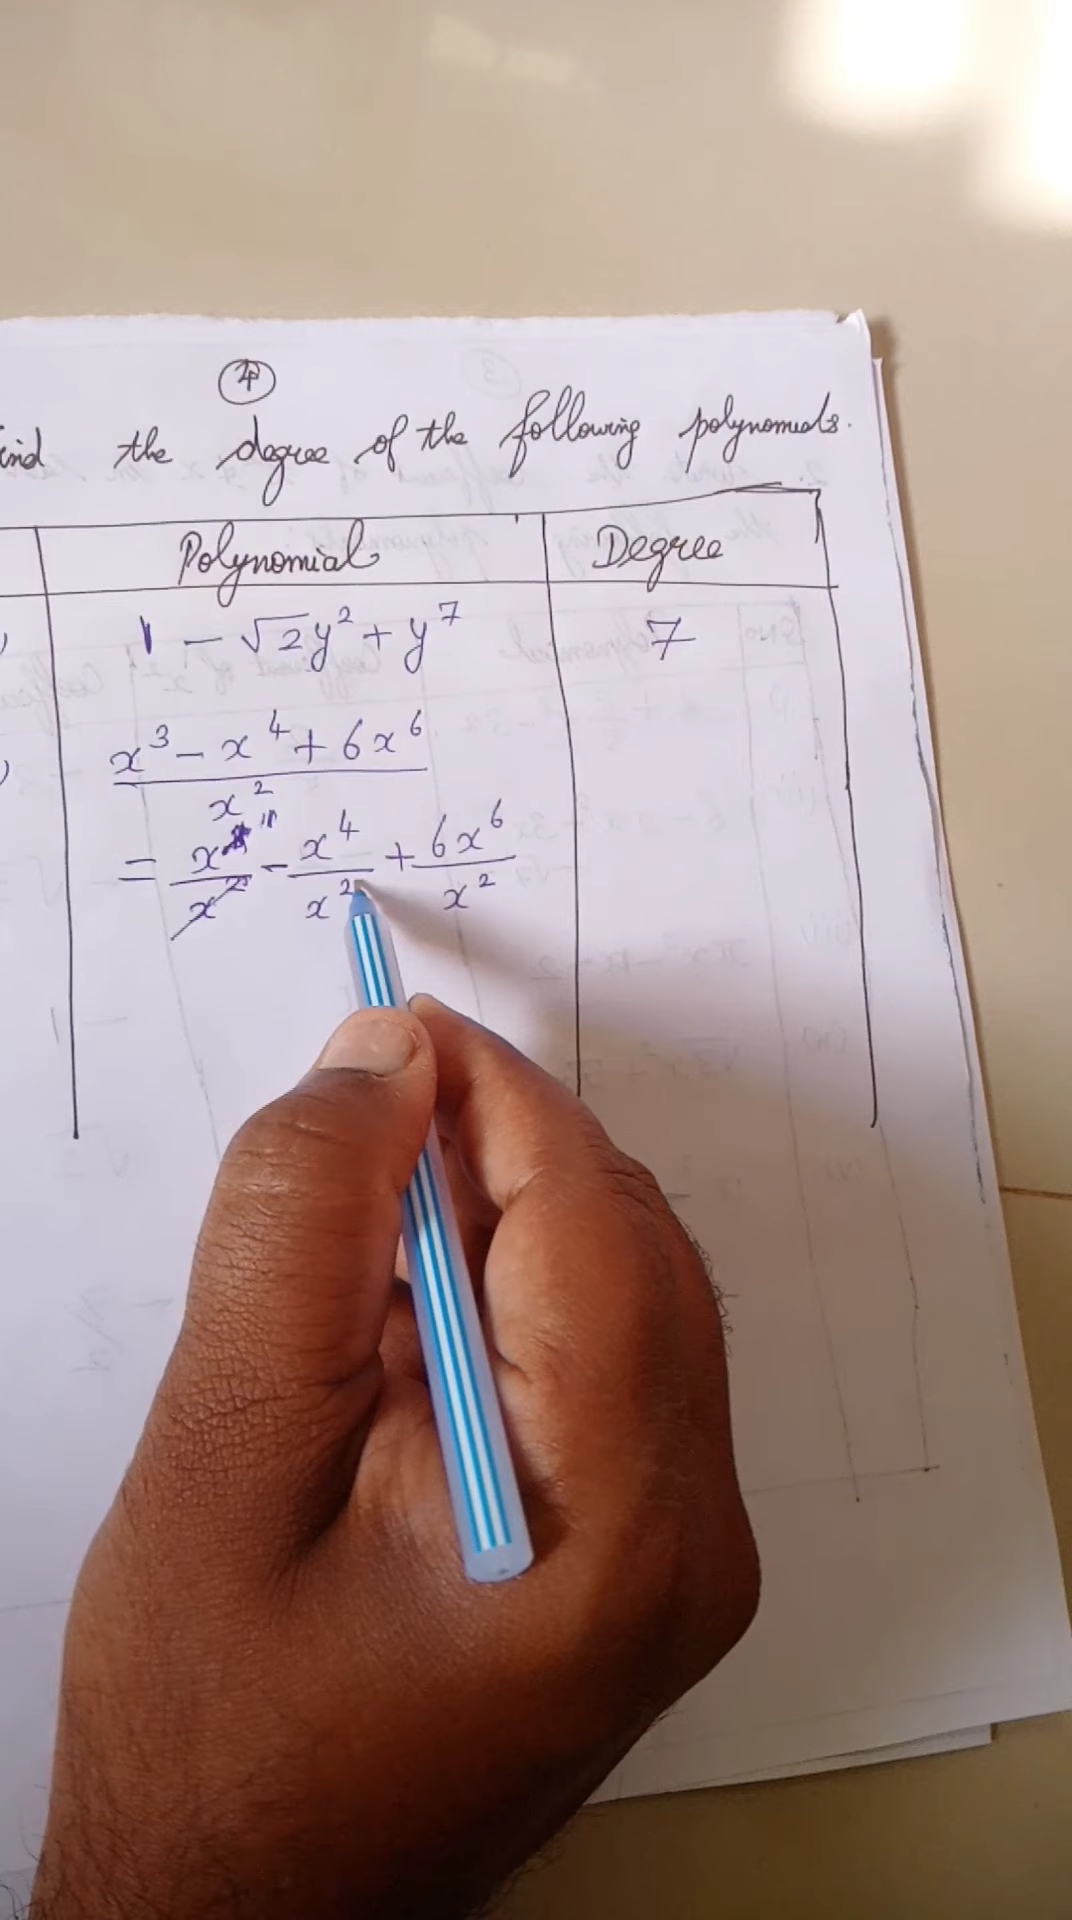 4
the degree of the following polynomials.
Polynomial Degree
1 - √2y² + y⁷ 7
x³ - x⁴ + 6x⁶
x²
= x³ - x⁴ + 6x⁶
x² x² x²